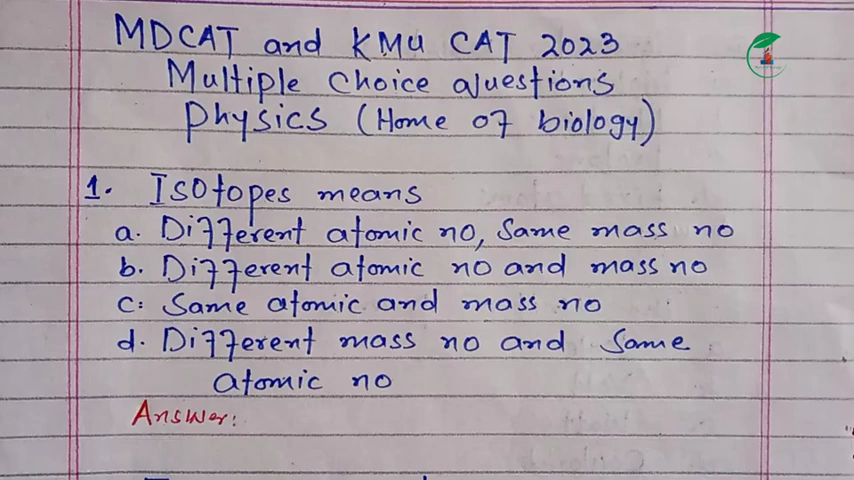 MDCAT and KMU CAT 2023
Multiple Choice Questions
Physics (Home of biology)
1. Isotopes means
a. Different atomic no, Same mass no
b. Different atomic no and mass no
c: Same atomic and mass no
d. Different mass no and Same
atomic no
Answer: